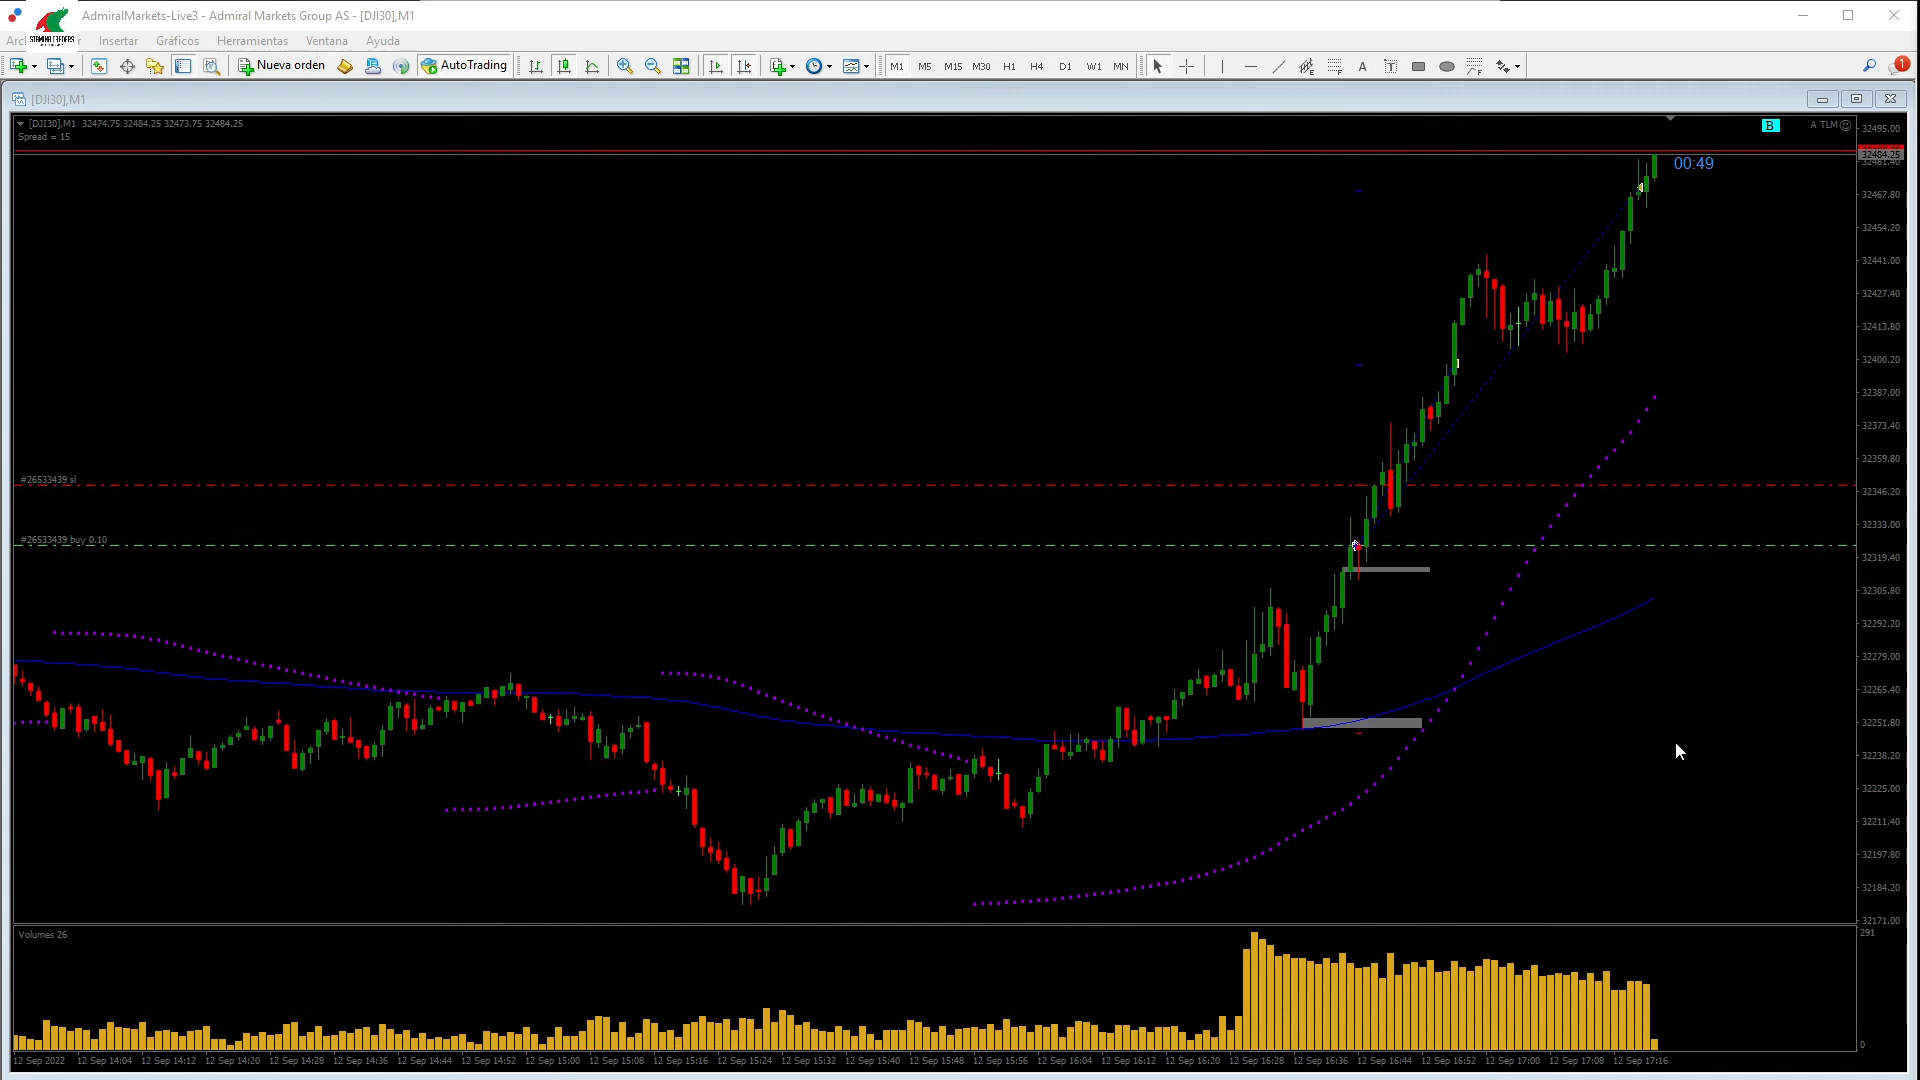 AdmiralMarkets-Live3 - Admiral Markets Group AS - [DJI30],M1
Insertar Gráficos Herramientas Ventana Ayuda
Nueva orden AutoTrading M1 M5 M15 M30 H1 H4 D1 W1 MN A T F F 1
[DJI30],M1
[DJI30],M1 32474.75 32484.25 32473.75 32484.25
Spread = 15
B
A TLM
00:49
32495.00
32484.25
32481.40
32467.80
32454.20
32441.00
32427.40
32413.80
32400.20
32387.00
32373.40
32359.80
32346.20
32333.00
32319.40
32305.80
32292.20
32279.00
32265.40
32251.80
32238.20
32225.00
32211.40
32197.80
32184.20
32171.00
#26533439 sl
#26533439 buy 0.10
Volumes 26
291
0
12 Sep 2022 12 Sep 14:04 12 Sep 14:12 12 Sep 14:20 12 Sep 14:28 12 Sep 14:36 12 Sep 14:44 12 Sep 14:52 12 Sep 15:00 12 Sep 15:08 12 Sep 15:16 12 Sep 15:24 12 Sep 15:32 12 Sep 15:40 12 Sep 15:48 12 Sep 15:56 12 Sep 16:04 12 Sep 16:12 12 Sep 16:20 12 Sep 16:28 12 Sep 16:36 12 Sep 16:44 12 Sep 16:52 12 Sep 17:00 12 Sep 17:08 12 Sep 17:16